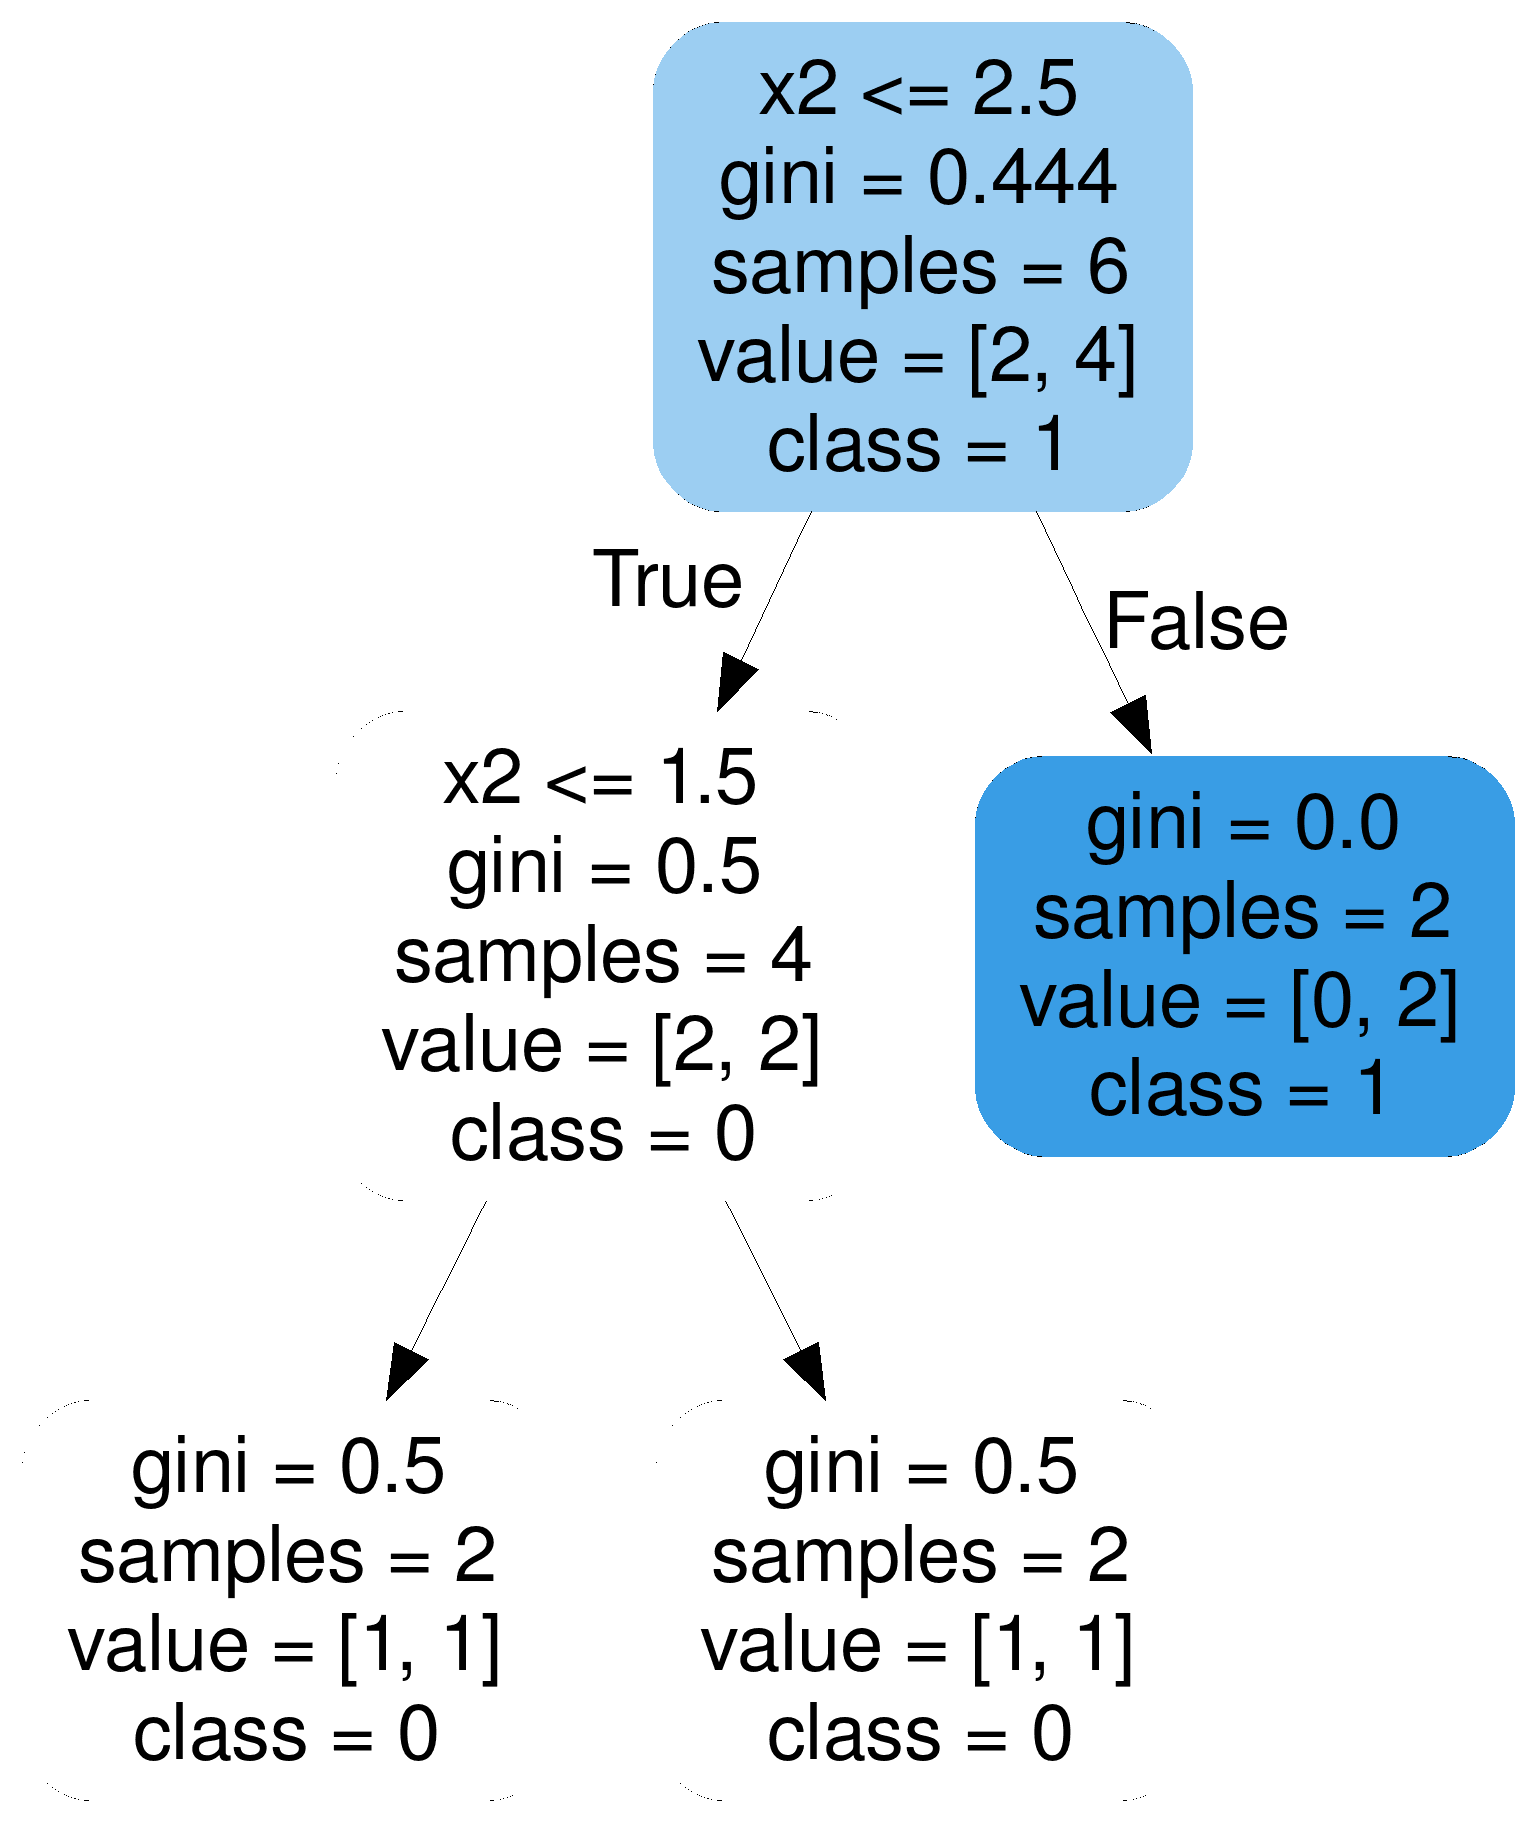 x2 <= 2.5
gini = 0.444
samples = 6
value = [2, 4]
class = 1
True
False
x2 <= 1.5
gini = 0.5
samples = 4
value = [2, 2]
class = 0
gini = 0.0
samples = 2
value = [0, 2]
class = 1
gini = 0.5
samples = 2
value = [1, 1]
class = 0
gini = 0.5
samples = 2
value = [1, 1]
class = 0